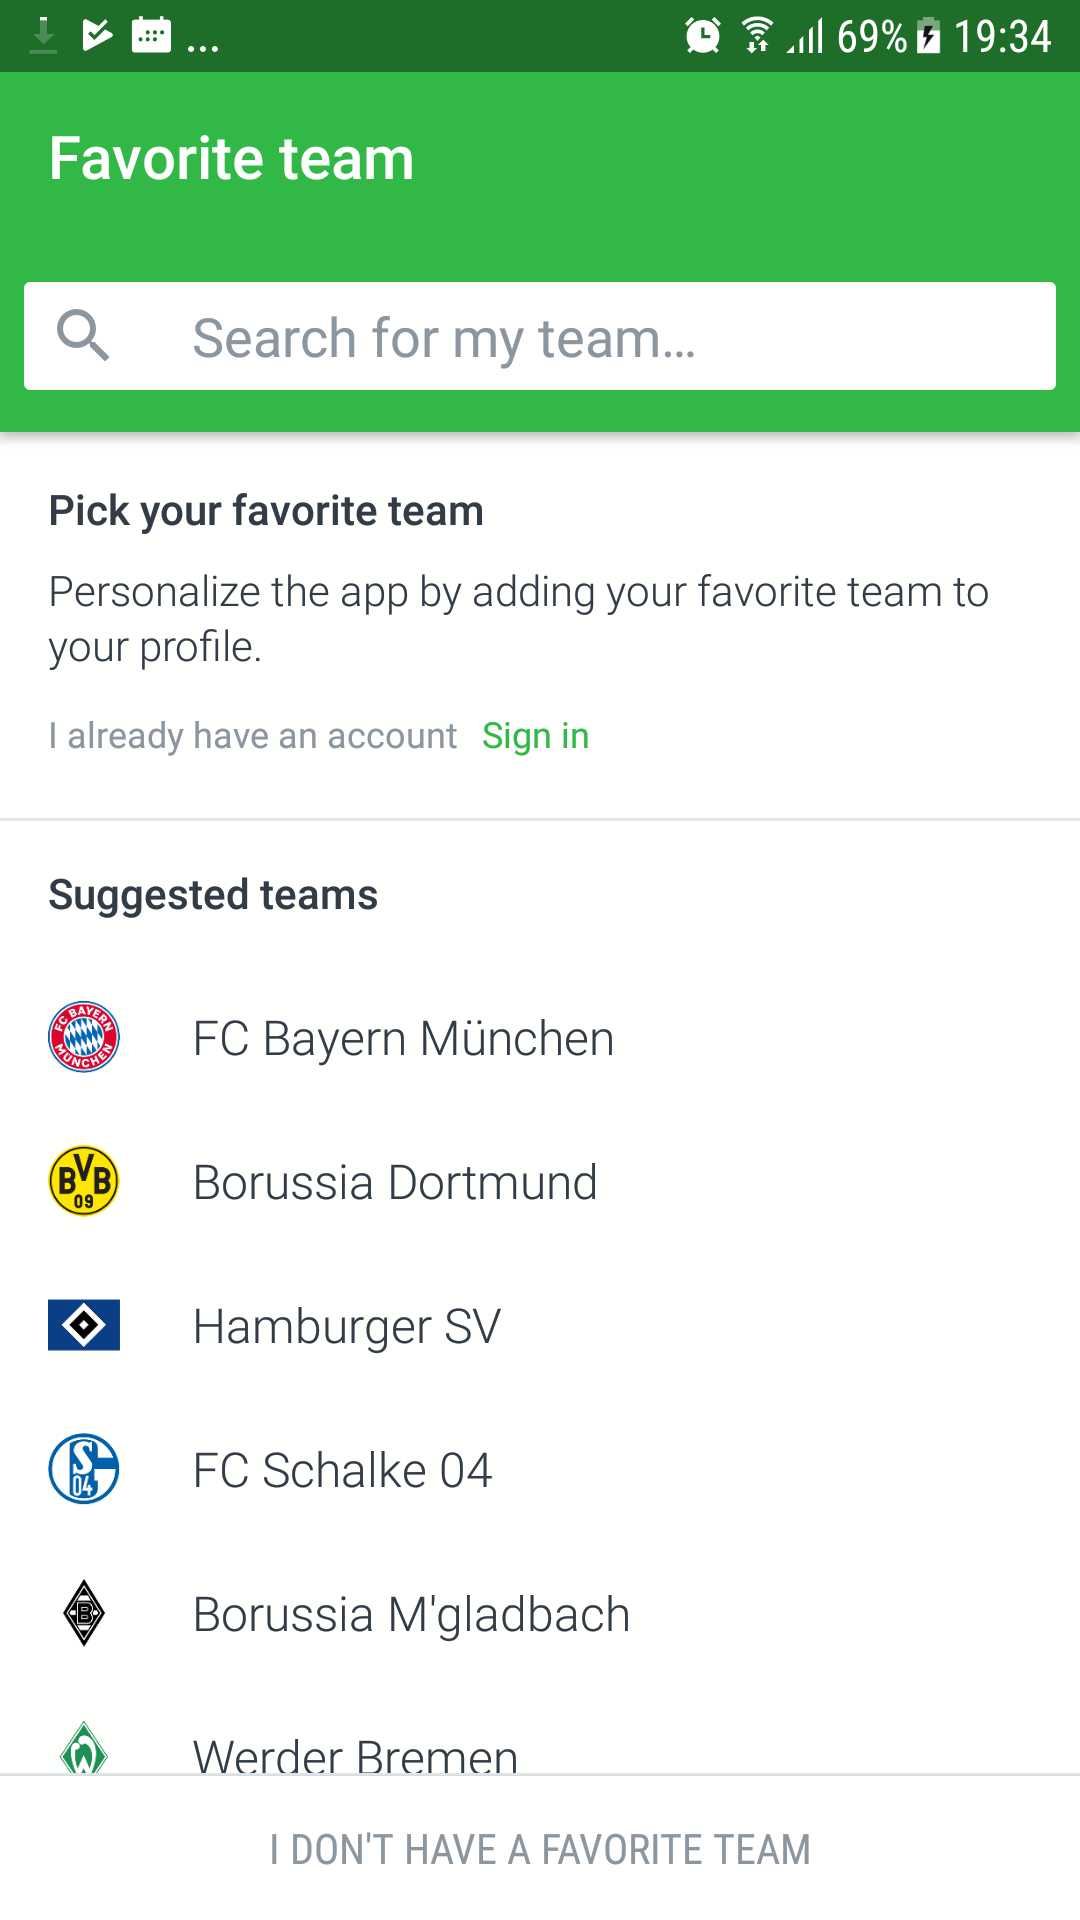 ... 69% 19:34
Favorite team
Search for my team...
Pick your favorite team
Personalize the app by adding your favorite team to
your profile.
I already have an account Sign in
Suggested teams
FC BAYERN MÜNCHEN
FC Bayern München
BVB 09
Borussia Dortmund
Hamburger SV
S 04
FC Schalke 04
B
Borussia M'gladbach
W
Werder Bremen
I DON'T HAVE A FAVORITE TEAM